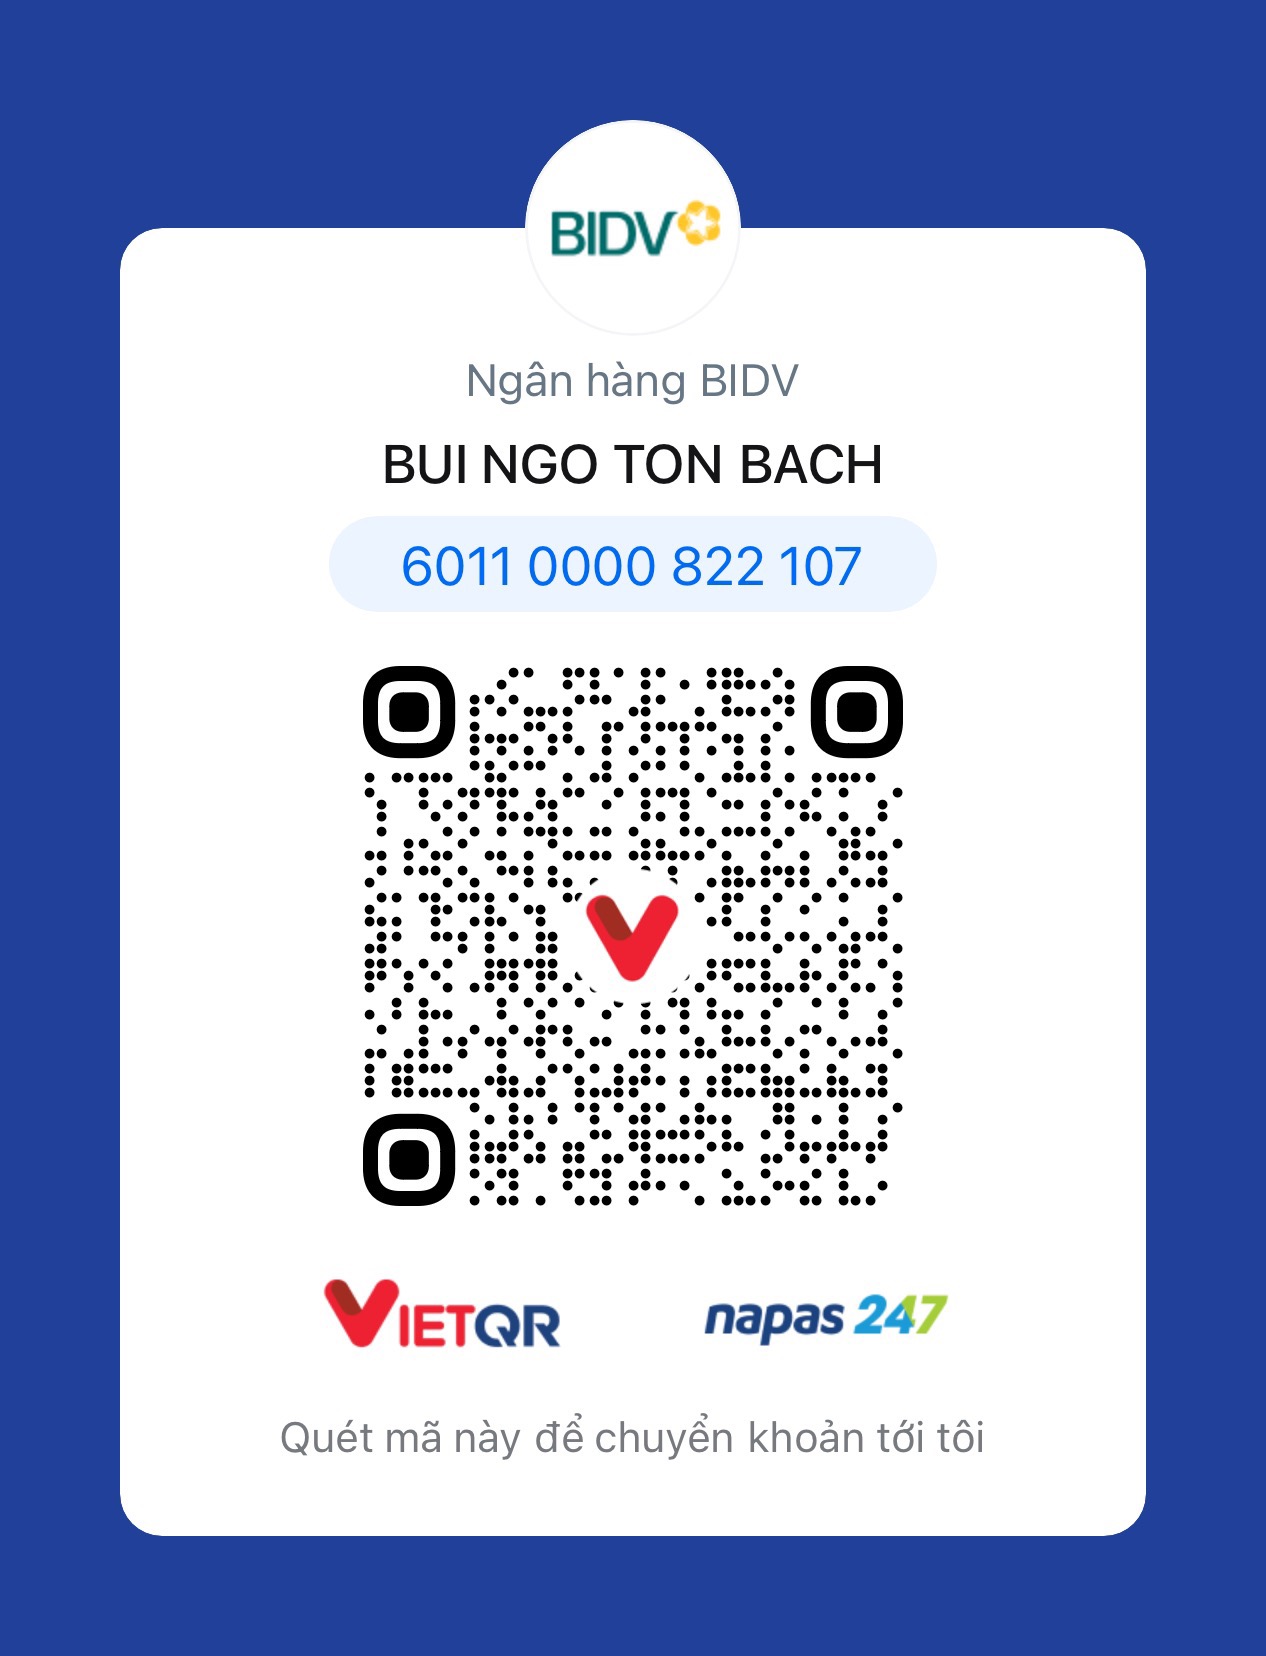 BIDV
Ngân hàng BIDV
BUI NGO TON BACH
6011 0000 822 107
VIETQR
napas 247
Quét mã này để chuyển khoản tới tôi